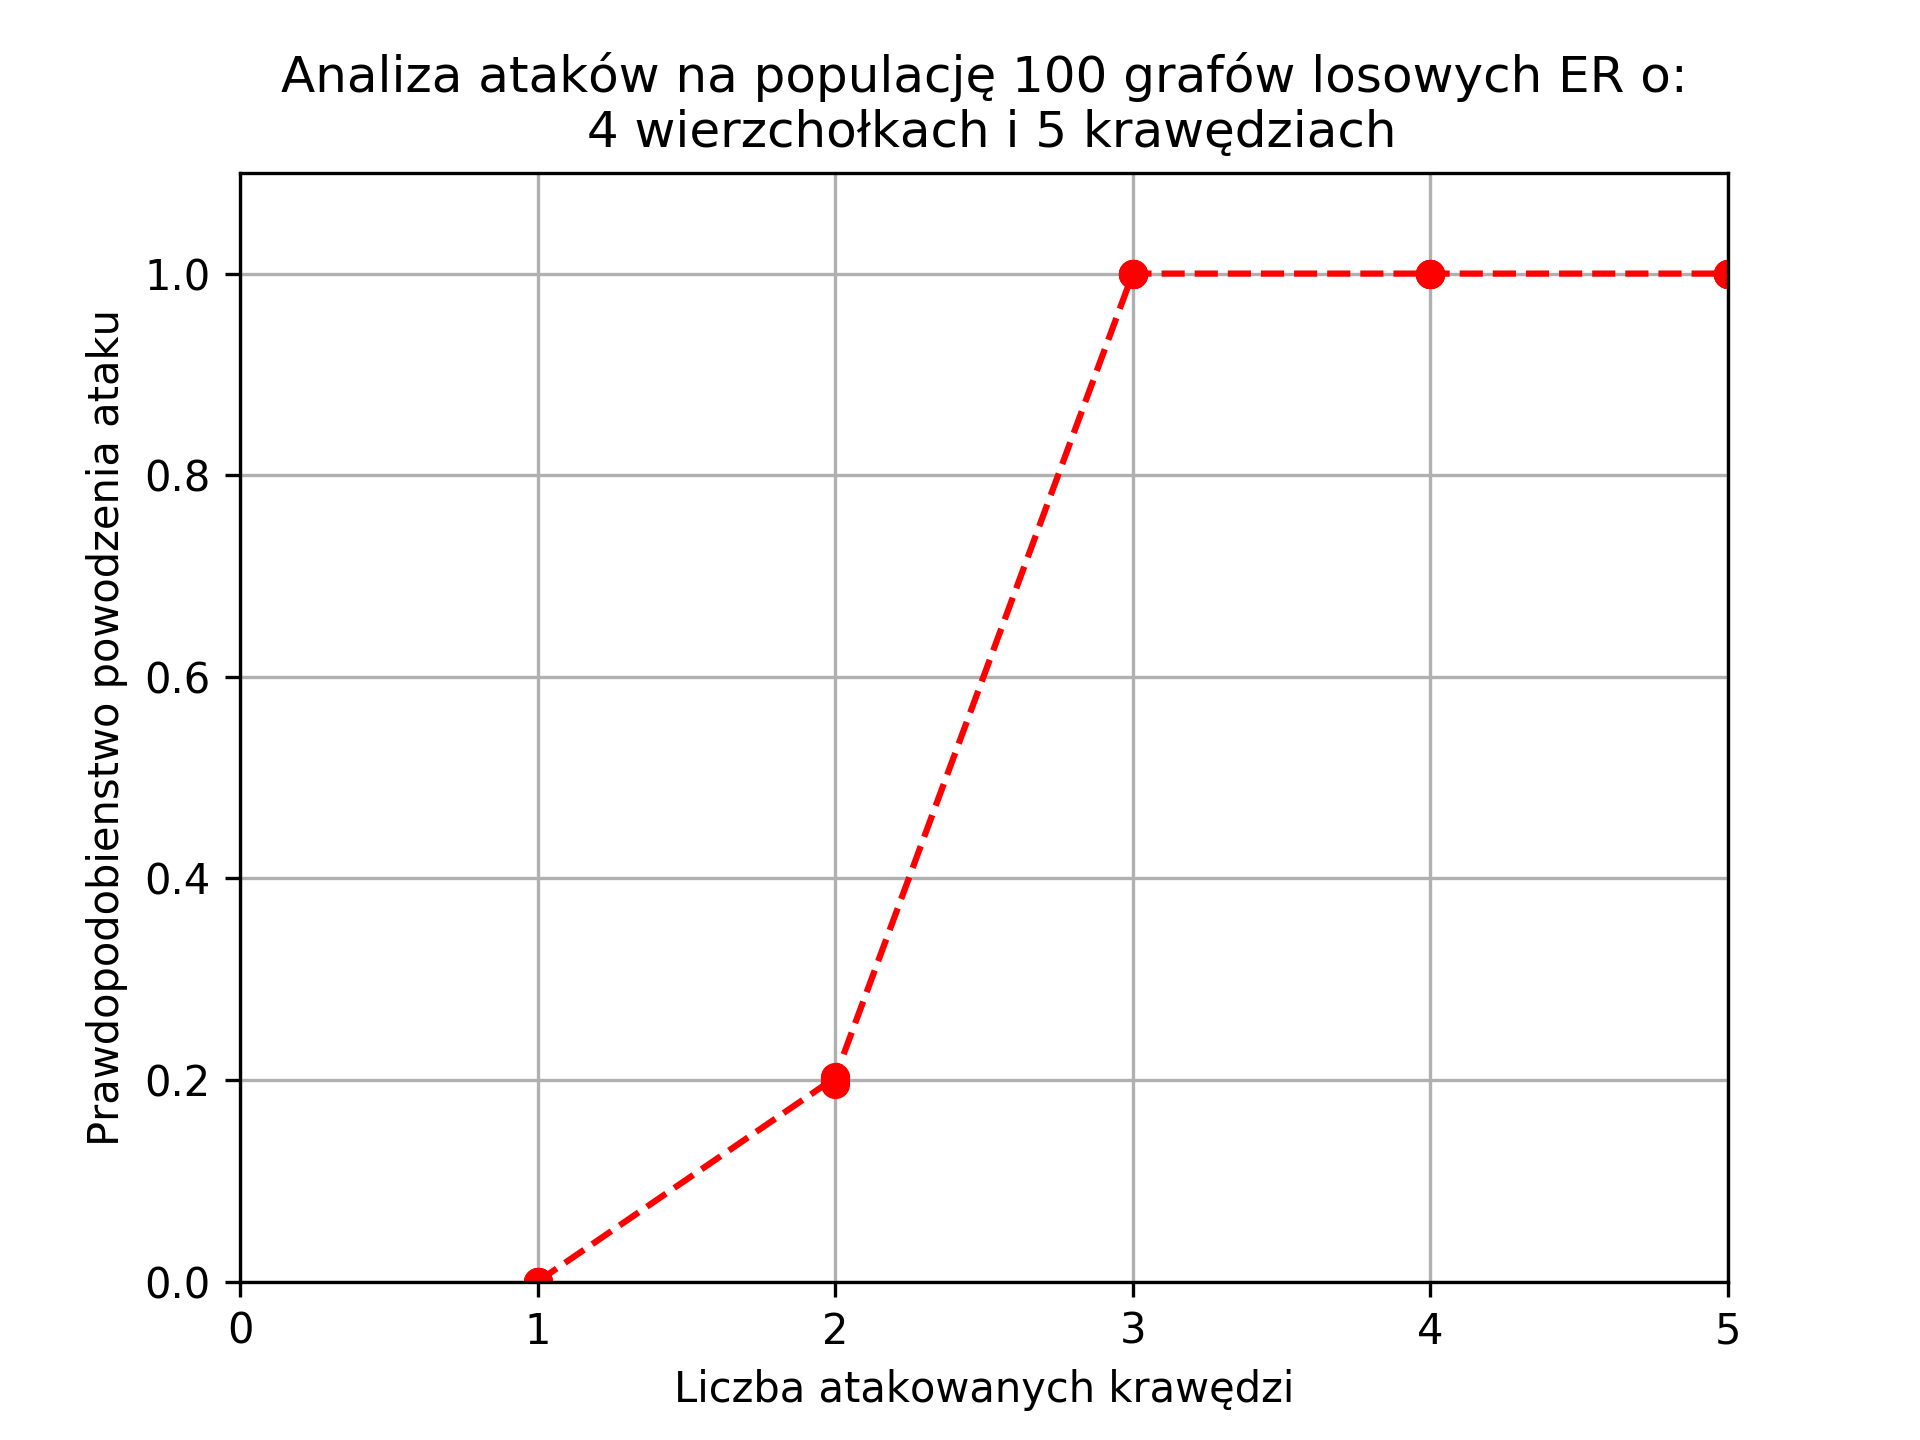 Analiza ataków na populację 100 grafów losowych ER o:
4 wierzchołkach i 5 krawędziach
Prawdopodobienstwo powodzenia ataku
1.0
0.8
0.6
0.4
0.2
0.0
0 1 2 3 4 5
Liczba atakowanych krawędzi